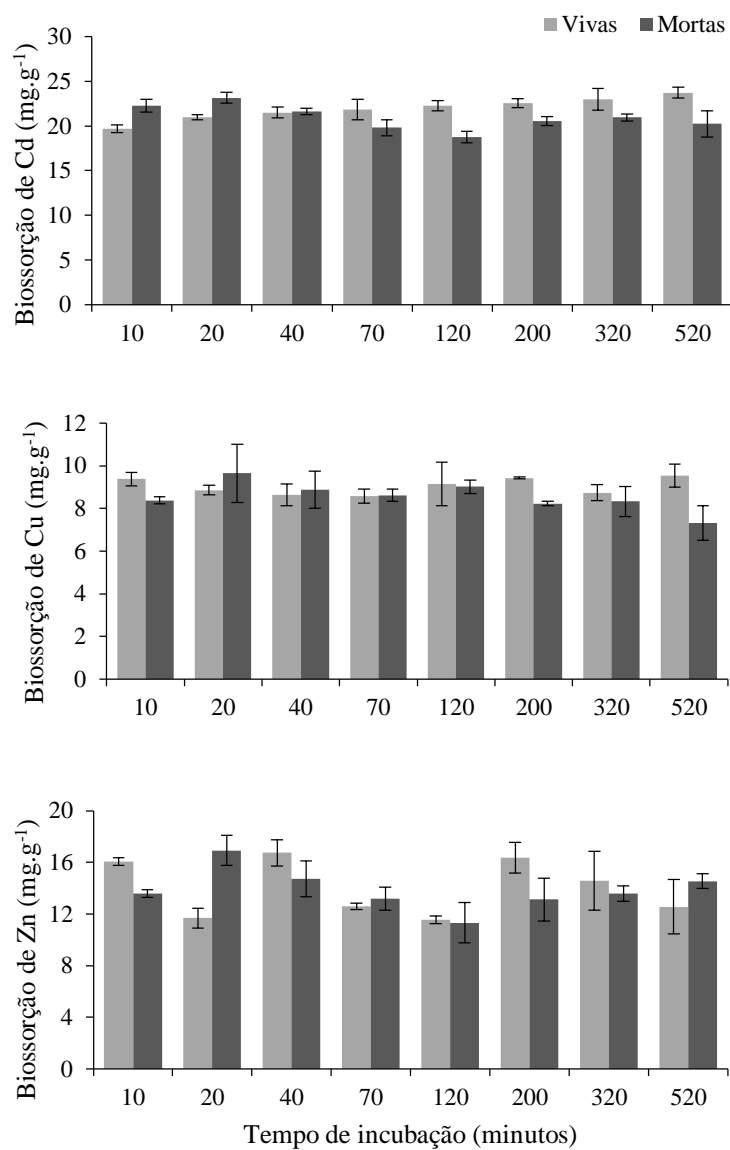 Vivas Mortas
Biossorção de Cd (mg.g⁻¹)
30
25
20
15
10
5
0
10 20 40 70 120 200 320 520
Biossorção de Cu (mg.g⁻¹)
12
10
8
6
4
2
0
10 20 40 70 120 200 320 520
Biossorção de Zn (mg.g⁻¹)
20
16
12
8
4
0
10 20 40 70 120 200 320 520
Tempo de incubação (minutos)